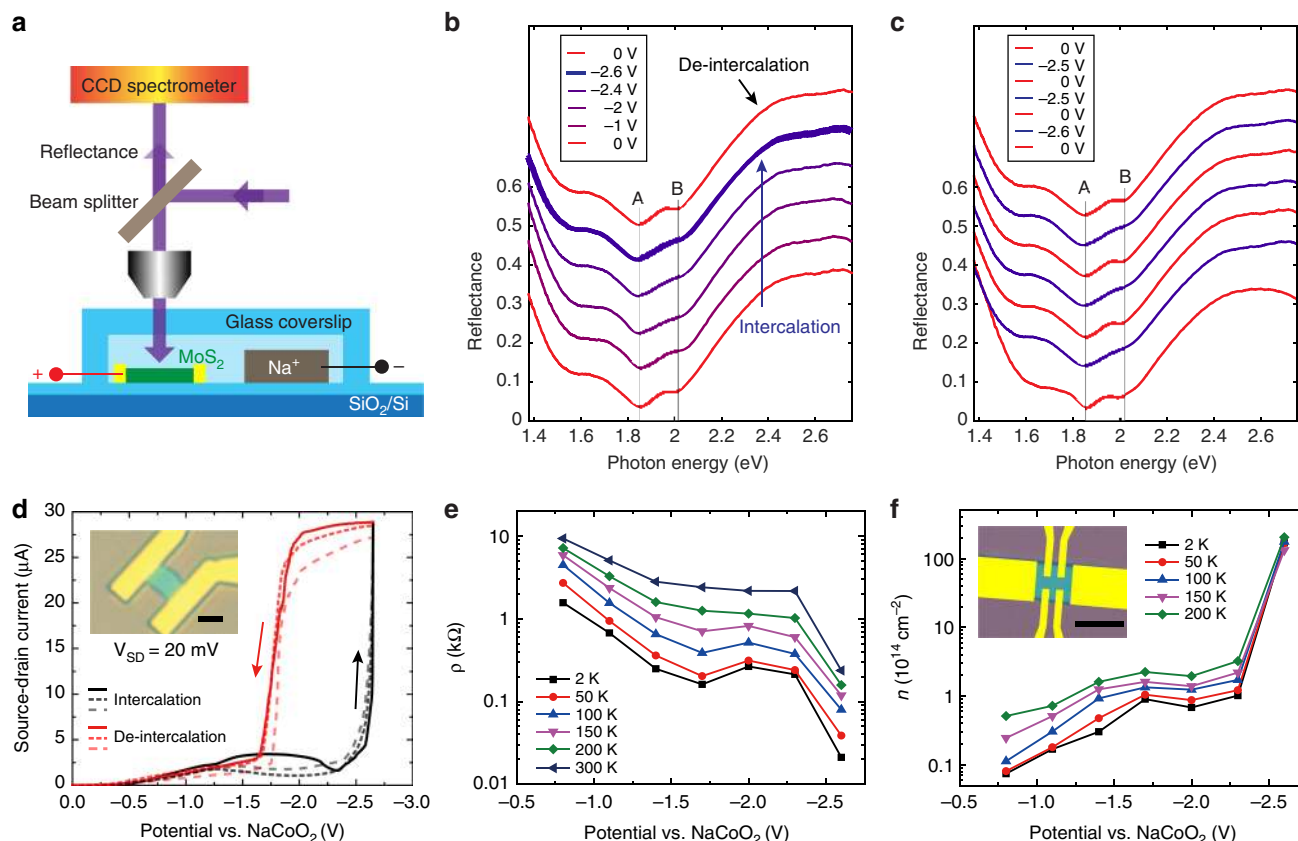 a
CCD spectrometer
Reflectance
Beam splitter
Glass coverslip
MoS2
Na+
+
–
SiO2/Si
b
0 V
–2.6 V
–2.4 V
–2 V
–1 V
0 V
De-intercalation
A
B
Intercalation
0.6
0.5
0.4
0.3
0.2
0.1
0
Reflectance
1.4 1.6 1.8 2 2.2 2.4 2.6
Photon energy (eV)
c
0 V
–2.5 V
0 V
–2.5 V
0 V
–2.6 V
0 V
A
B
0.6
0.5
0.4
0.3
0.2
0.1
0
Reflectance
1.4 1.6 1.8 2 2.2 2.4 2.6
Photon energy (eV)
d
30
25
20
15
10
5
0
Source-drain current (µA)
VSD = 20 mV
Intercalation
De-intercalation
0.0 –0.5 –1.0 –1.5 –2.0 –2.5 –3.0
Potential vs. NaCoO2 (V)
e
10
1
0.1
0.01
ρ (kΩ)
2 K
50 K
100 K
150 K
200 K
300 K
–0.5 –1.0 –1.5 –2.0 –2.5
Potential vs. NaCoO2 (V)
f
100
10
1
0.1
n (10^14 cm^–2)
2 K
50 K
100 K
150 K
200 K
–0.5 –1.0 –1.5 –2.0 –2.5
Potential vs. NaCoO2 (V)